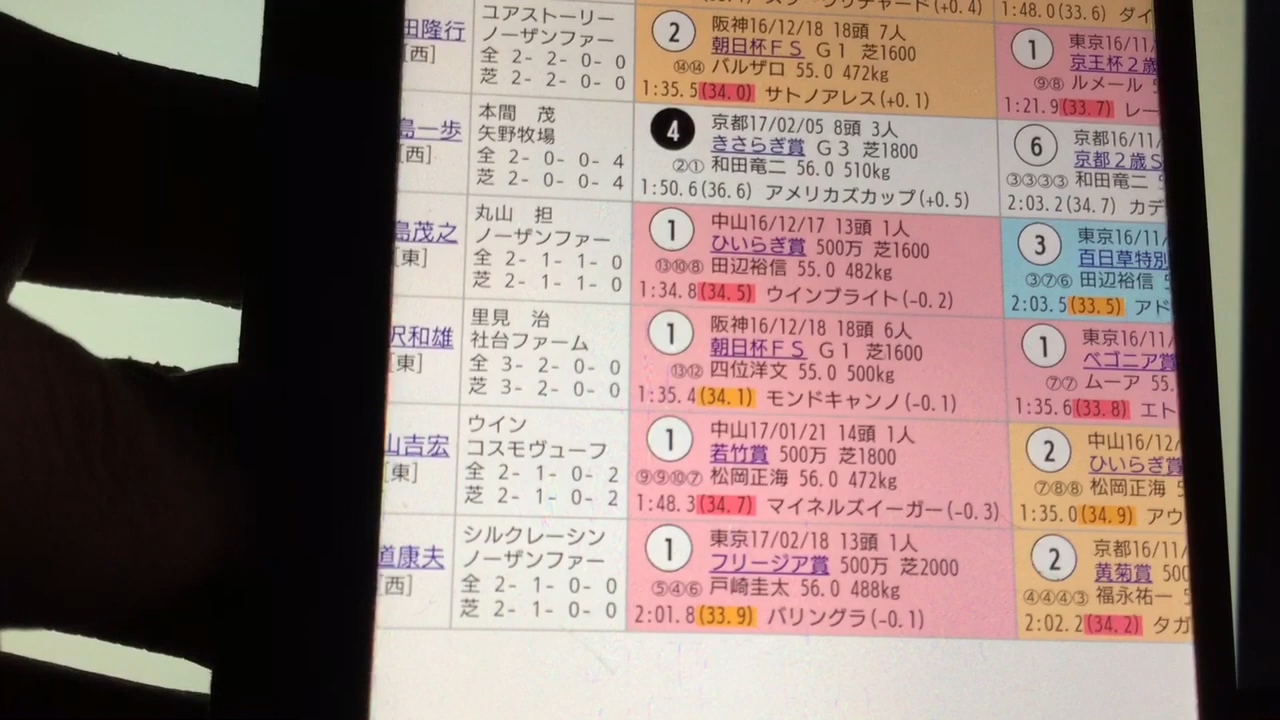 1:48.0(33.6) ダイ
田隆行
[西]
ユアストーリー
ノーザンファー
全 2- 2- 0- 0
芝 2- 2- 0- 0
2
阪神16/12/18 18頭 7人
朝日杯FS G1 芝1600
⑭⑭ バルザロ 55.0 472kg
1:35.5(34.0) サトノアレス(+0.1)
1
東京16/11/
京王杯2歳
⑨⑧ ルメール
1:21.9(33.7) レー
島一歩
[西]
本間 茂
矢野牧場
全 2- 0- 0- 4
芝 2- 0- 0- 4
4
京都17/02/05 8頭 3人
きさらぎ賞 G3 芝1800
②① 和田竜二 56.0 510kg
1:50.6(36.6) アメリカズカップ(+0.5)
6
京都16/11/
京都2歳S
③③③③ 和田竜二
2:03.2(34.7) カデ
島茂之
[東]
丸山 担
ノーザンファー
全 2- 1- 1- 0
芝 2- 1- 1- 0
1
中山16/12/17 13頭 1人
ひいらぎ賞 500万 芝1600
⑬⑩⑧ 田辺裕信 55.0 482kg
1:34.8(34.5) ウインブライト(-0.2)
3
東京16/11/
百日草特別
③⑦⑥ 田辺裕信
2:03.5(33.5) アド
沢和雄
[東]
里見 治
社台ファーム
全 3- 2- 0- 0
芝 3- 2- 0- 0
1
阪神16/12/18 18頭 6人
朝日杯FS G1 芝1600
⑬⑫ 四位洋文 55.0 500kg
1:35.4(34.1) モンドキャンノ(-0.1)
1
東京16/11/
ベゴニア賞
⑦⑦ ムーア 55.
1:35.6(33.8) エト
山吉宏
[東]
ウイン
コスモヴューフ
全 2- 1- 0- 2
芝 2- 1- 0- 2
1
中山17/01/21 14頭 1人
若竹賞 500万 芝1800
⑨⑨⑩⑦ 松岡正海 56.0 472kg
1:48.3(34.7) マイネルズイーガー(-0.3)
2
中山16/12/
ひいらぎ賞
⑦⑧⑧ 松岡正海
1:35.0(34.9) アウ
道康夫
[西]
シルクレーシン
ノーザンファー
全 2- 1- 0- 0
芝 2- 1- 0- 0
1
東京17/02/18 13頭 1人
フリージア賞 500万 芝2000
⑤④⑥ 戸崎圭太 56.0 488kg
2:01.8(33.9) バリングラ(-0.1)
2
京都16/11/
黄菊賞 500
④④④③ 福永祐一
2:02.2(34.2) タガ